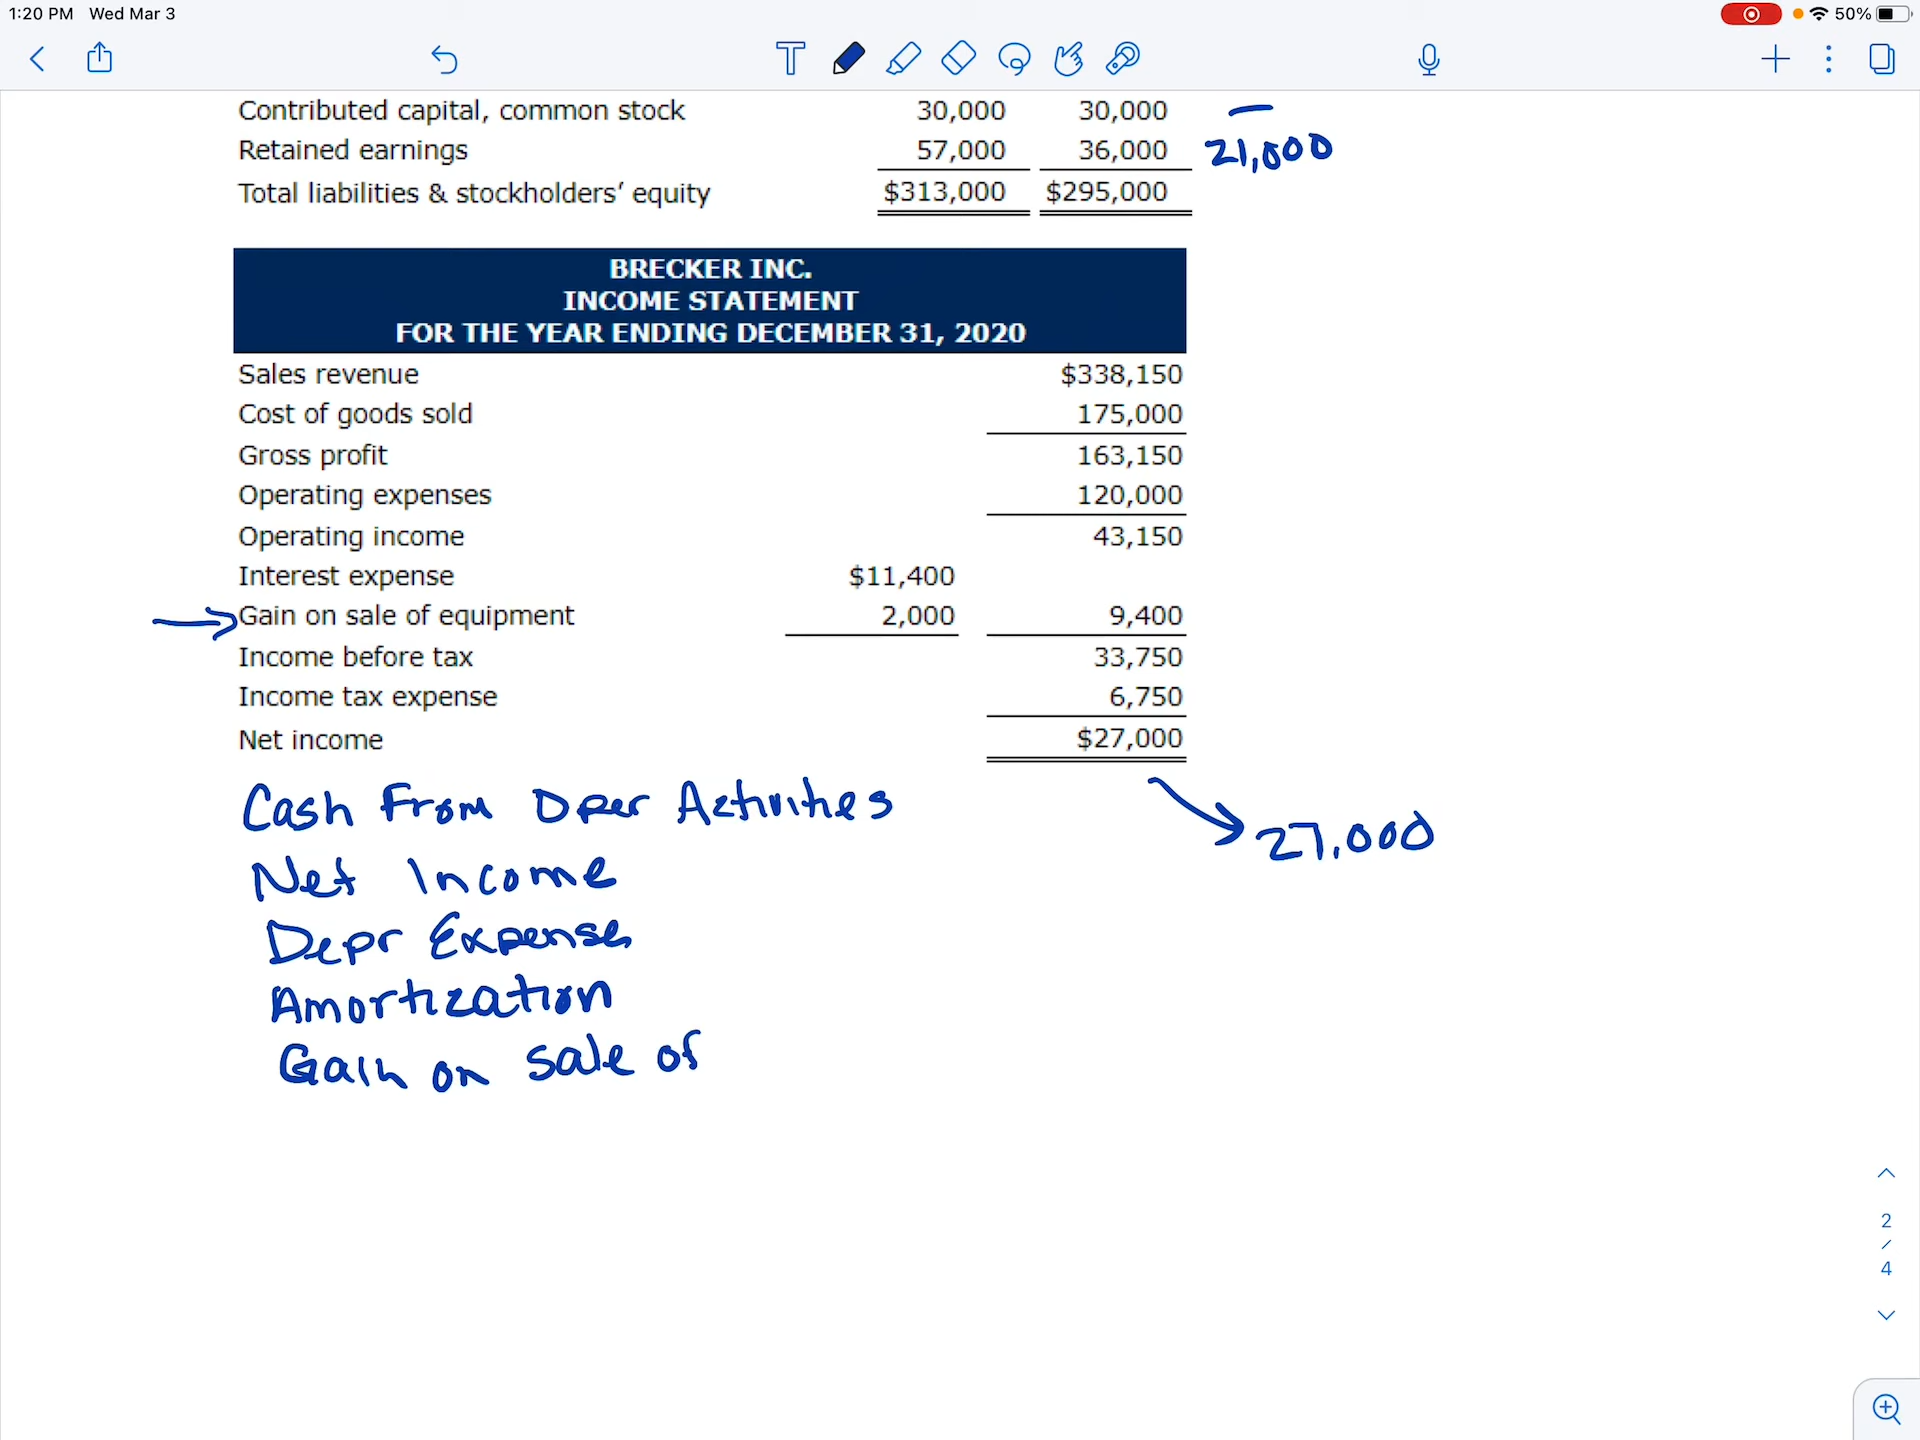 1:20 PM Wed Mar 3 50%
T
Contributed capital, common stock 30,000 30,000 —
Retained earnings 57,000 36,000 21,000
Total liabilities & stockholders' equity $313,000 $295,000
BRECKER INC.
INCOME STATEMENT
FOR THE YEAR ENDING DECEMBER 31, 2020
Sales revenue $338,150
Cost of goods sold 175,000
Gross profit 163,150
Operating expenses 120,000
Operating income 43,150
Interest expense $11,400
Gain on sale of equipment 2,000 9,400
Income before tax 33,750
Income tax expense 6,750
Net income $27,000
Cash From Oper Activities
27,000
Net Income
Depr Expense
Amortization
Gain on sale of
2
/
4